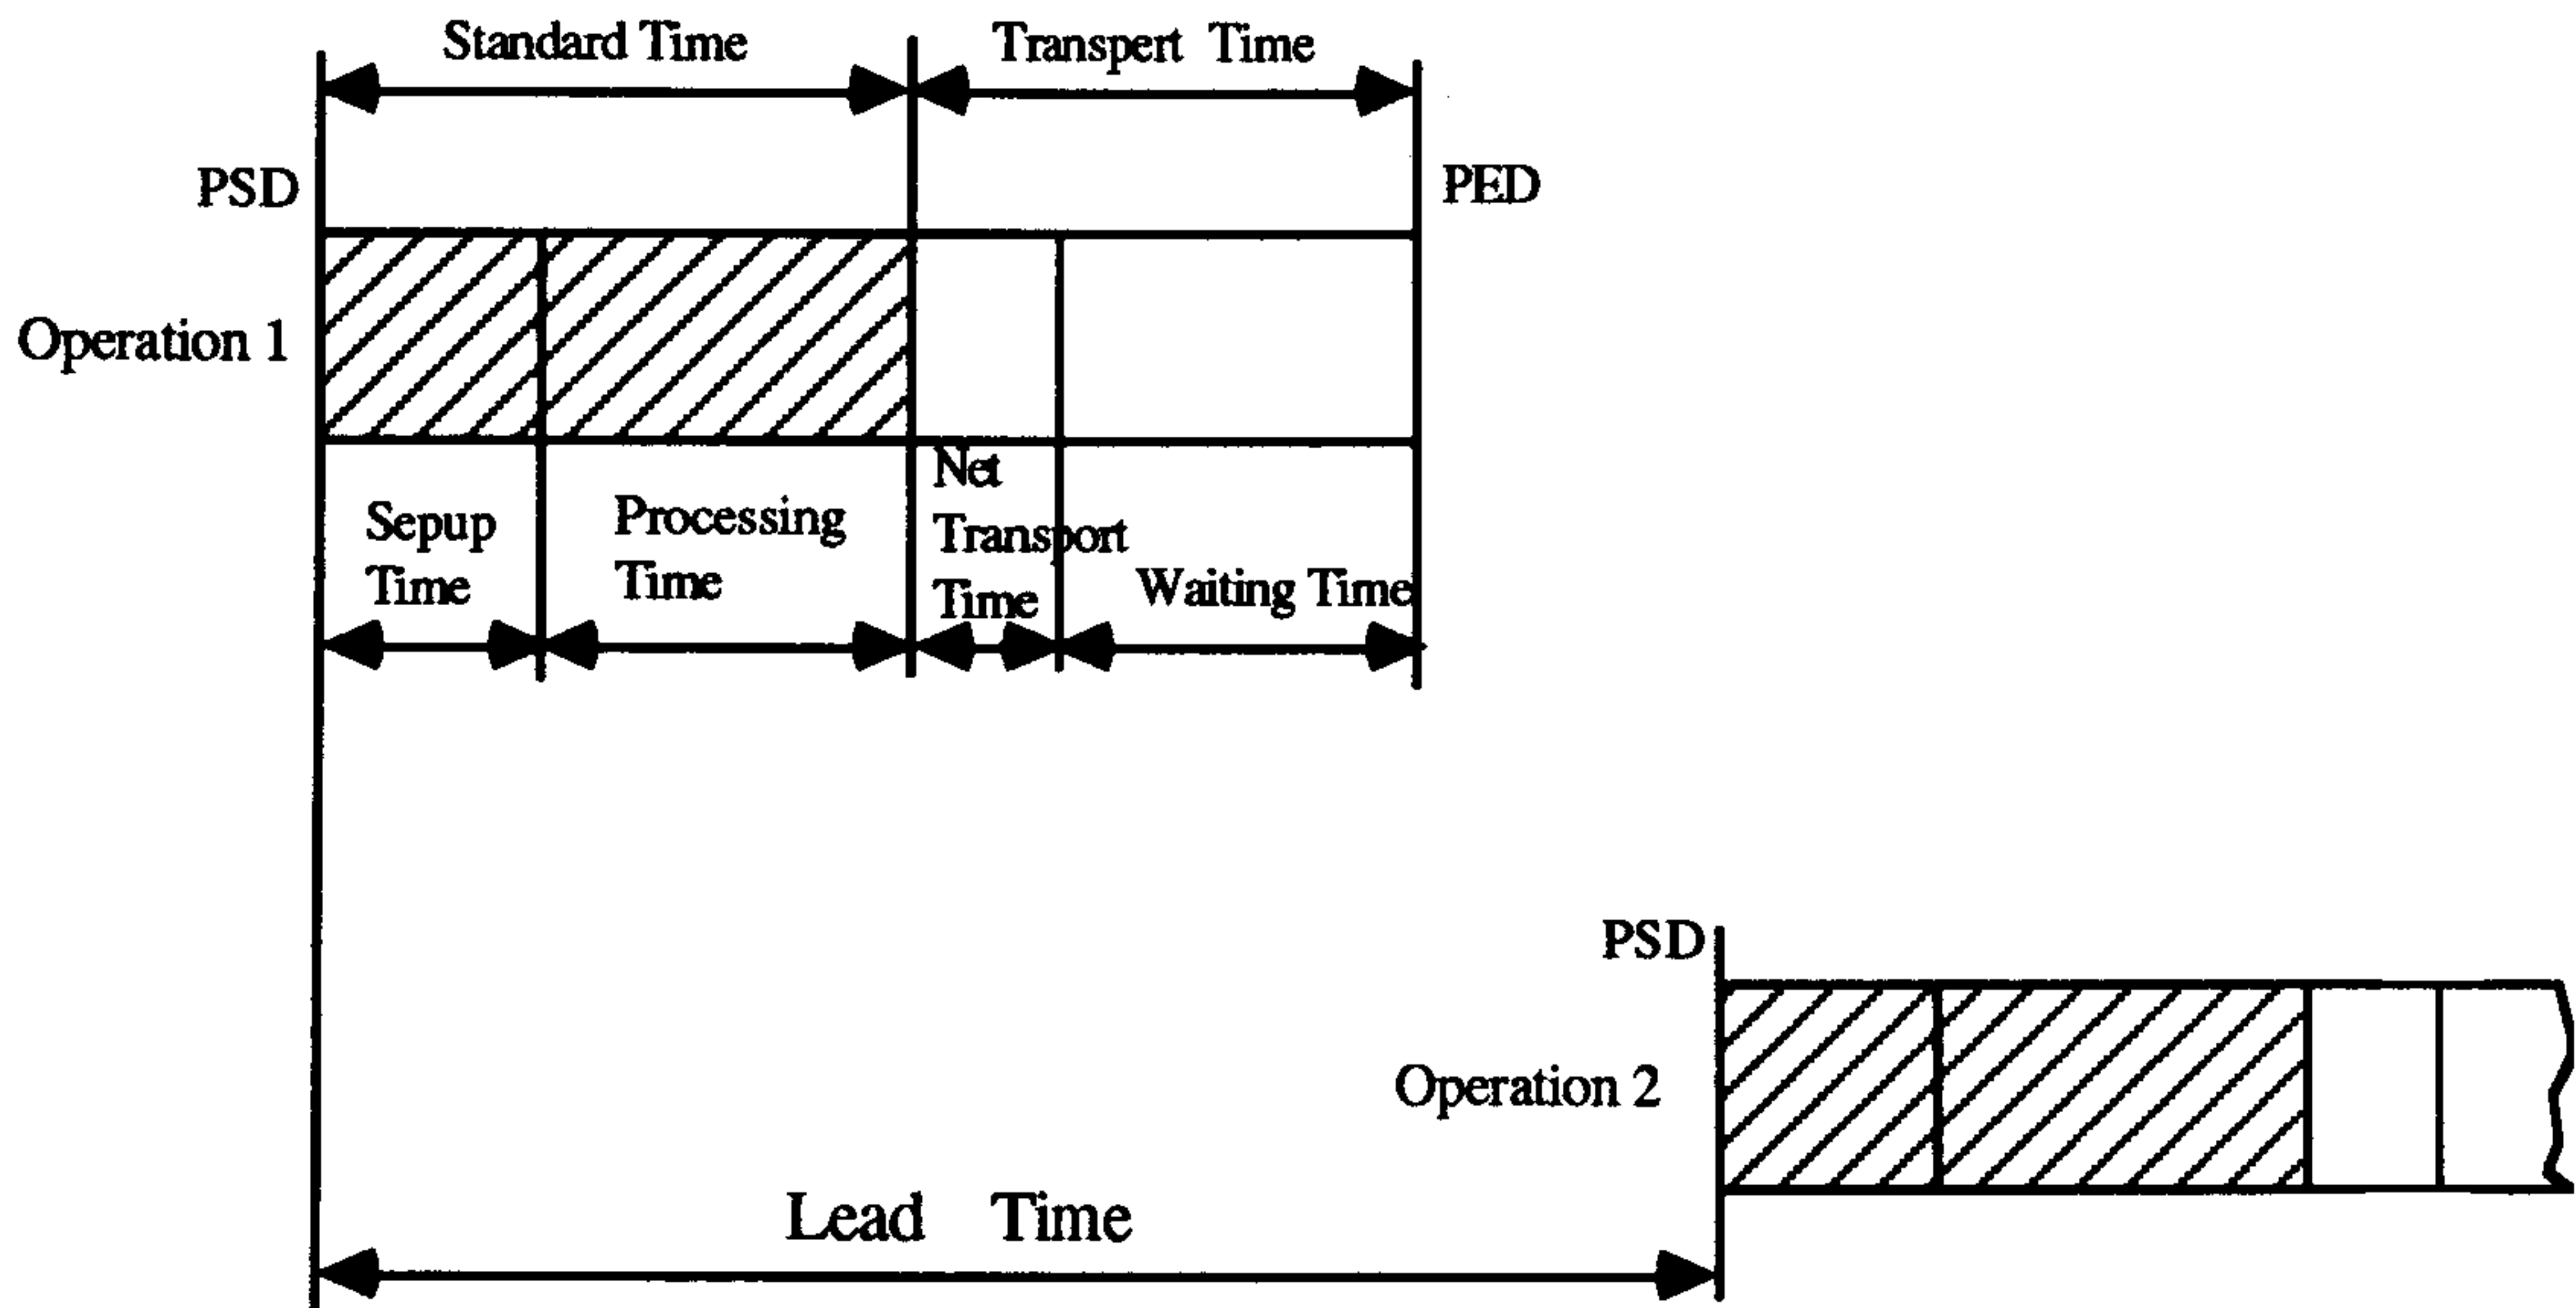 Standard Time
Transpert Time
PSD
PED
Operation 1
Sepup
Time
Processing
Time
Net
Transport
Time
Waiting Time
PSD
Operation 2
Lead Time